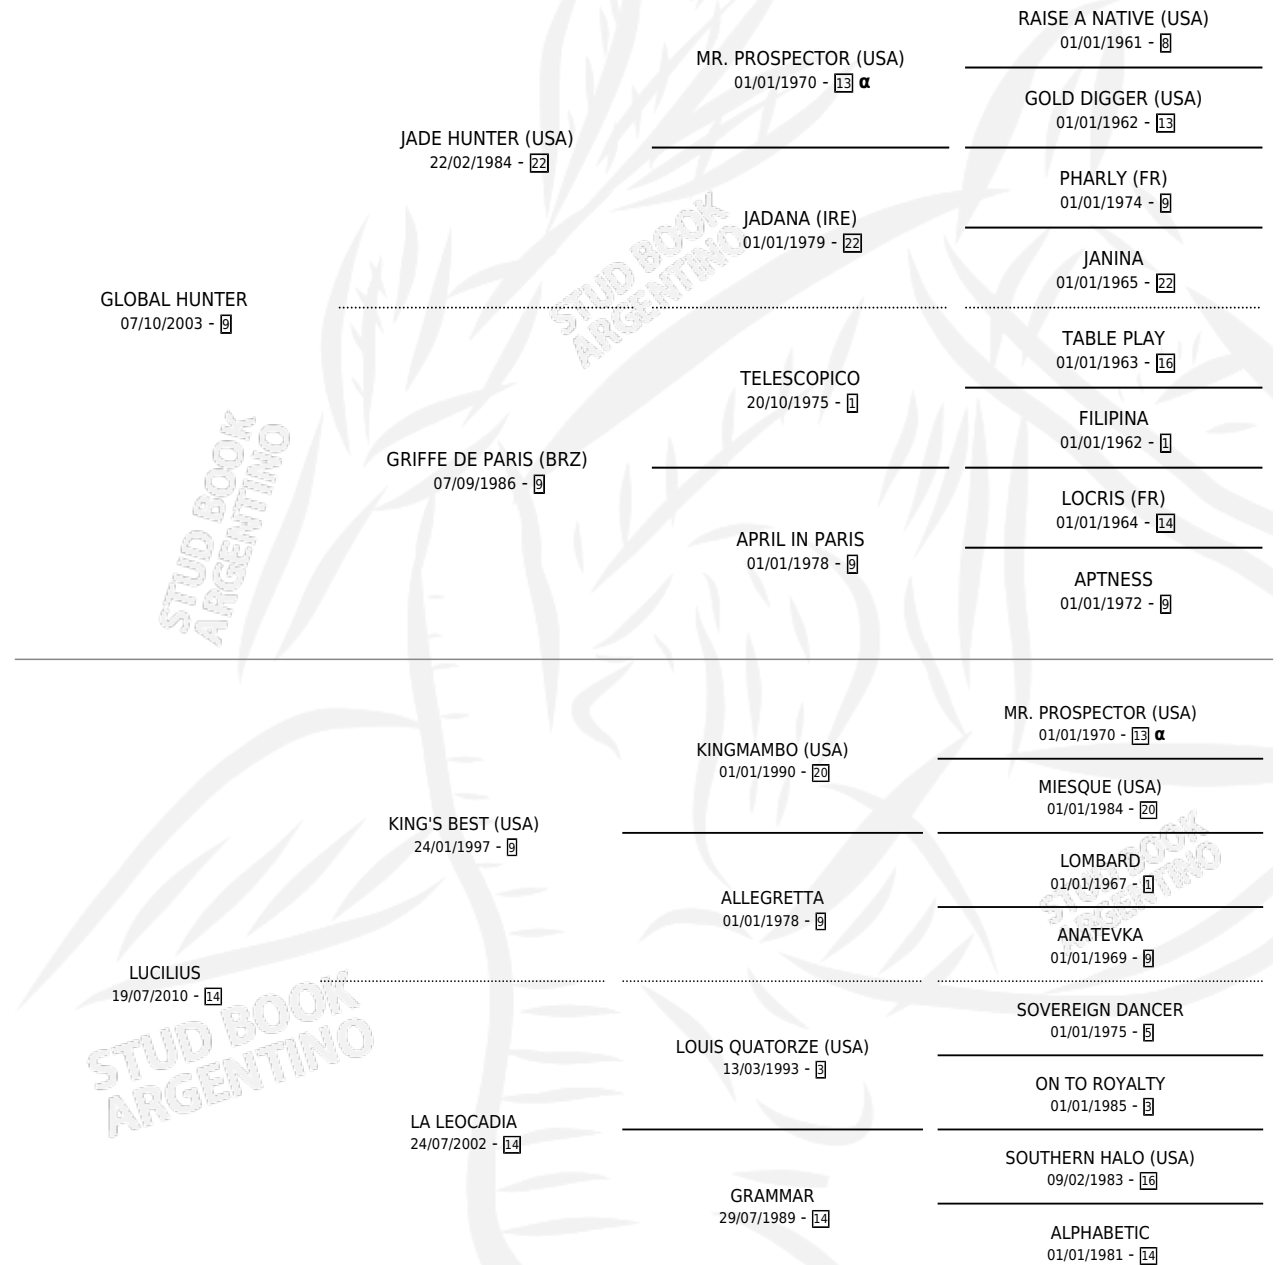 RAISE A NATIVE (USA)
01/01/1961 - 8
MR. PROSPECTOR (USA)
01/01/1970 - 13 α
GOLD DIGGER (USA)
01/01/1962 - 13
JADE HUNTER (USA)
22/02/1984 - 22
PHARLY (FR)
01/01/1974 - 9
JADANA (IRE)
01/01/1979 - 22
JANINA
01/01/1965 - 22
GLOBAL HUNTER
07/10/2003 - 9
TABLE PLAY
01/01/1963 - 16
TELESCOPICO
20/10/1975 - 1
FILIPINA
01/01/1962 - 1
GRIFFE DE PARIS (BRZ)
07/09/1986 - 9
LOCRIS (FR)
01/01/1964 - 14
APRIL IN PARIS
01/01/1978 - 9
APTNESS
01/01/1972 - 9
MR. PROSPECTOR (USA)
01/01/1970 - 13 α
KINGMAMBO (USA)
01/01/1990 - 20
MIESQUE (USA)
01/01/1984 - 20
KING'S BEST (USA)
24/01/1997 - 9
LOMBARD
01/01/1967 - 1
ALLEGRETTA
01/01/1978 - 9
ANATEVKA
01/01/1969 - 9
LUCILIUS
19/07/2010 - 14
SOVEREIGN DANCER
01/01/1975 - 5
LOUIS QUATORZE (USA)
13/03/1993 - 3
ON TO ROYALTY
01/01/1985 - 3
LA LEOCADIA
24/07/2002 - 14
SOUTHERN HALO (USA)
09/02/1983 - 16
GRAMMAR
29/07/1989 - 14
ALPHABETIC
01/01/1981 - 14
STUD BOOK
ARGENTINO
STUD BOOK
ARGENTINO
STUD BOOK
ARGENTINO
STUD BOOK
ARGENTINO